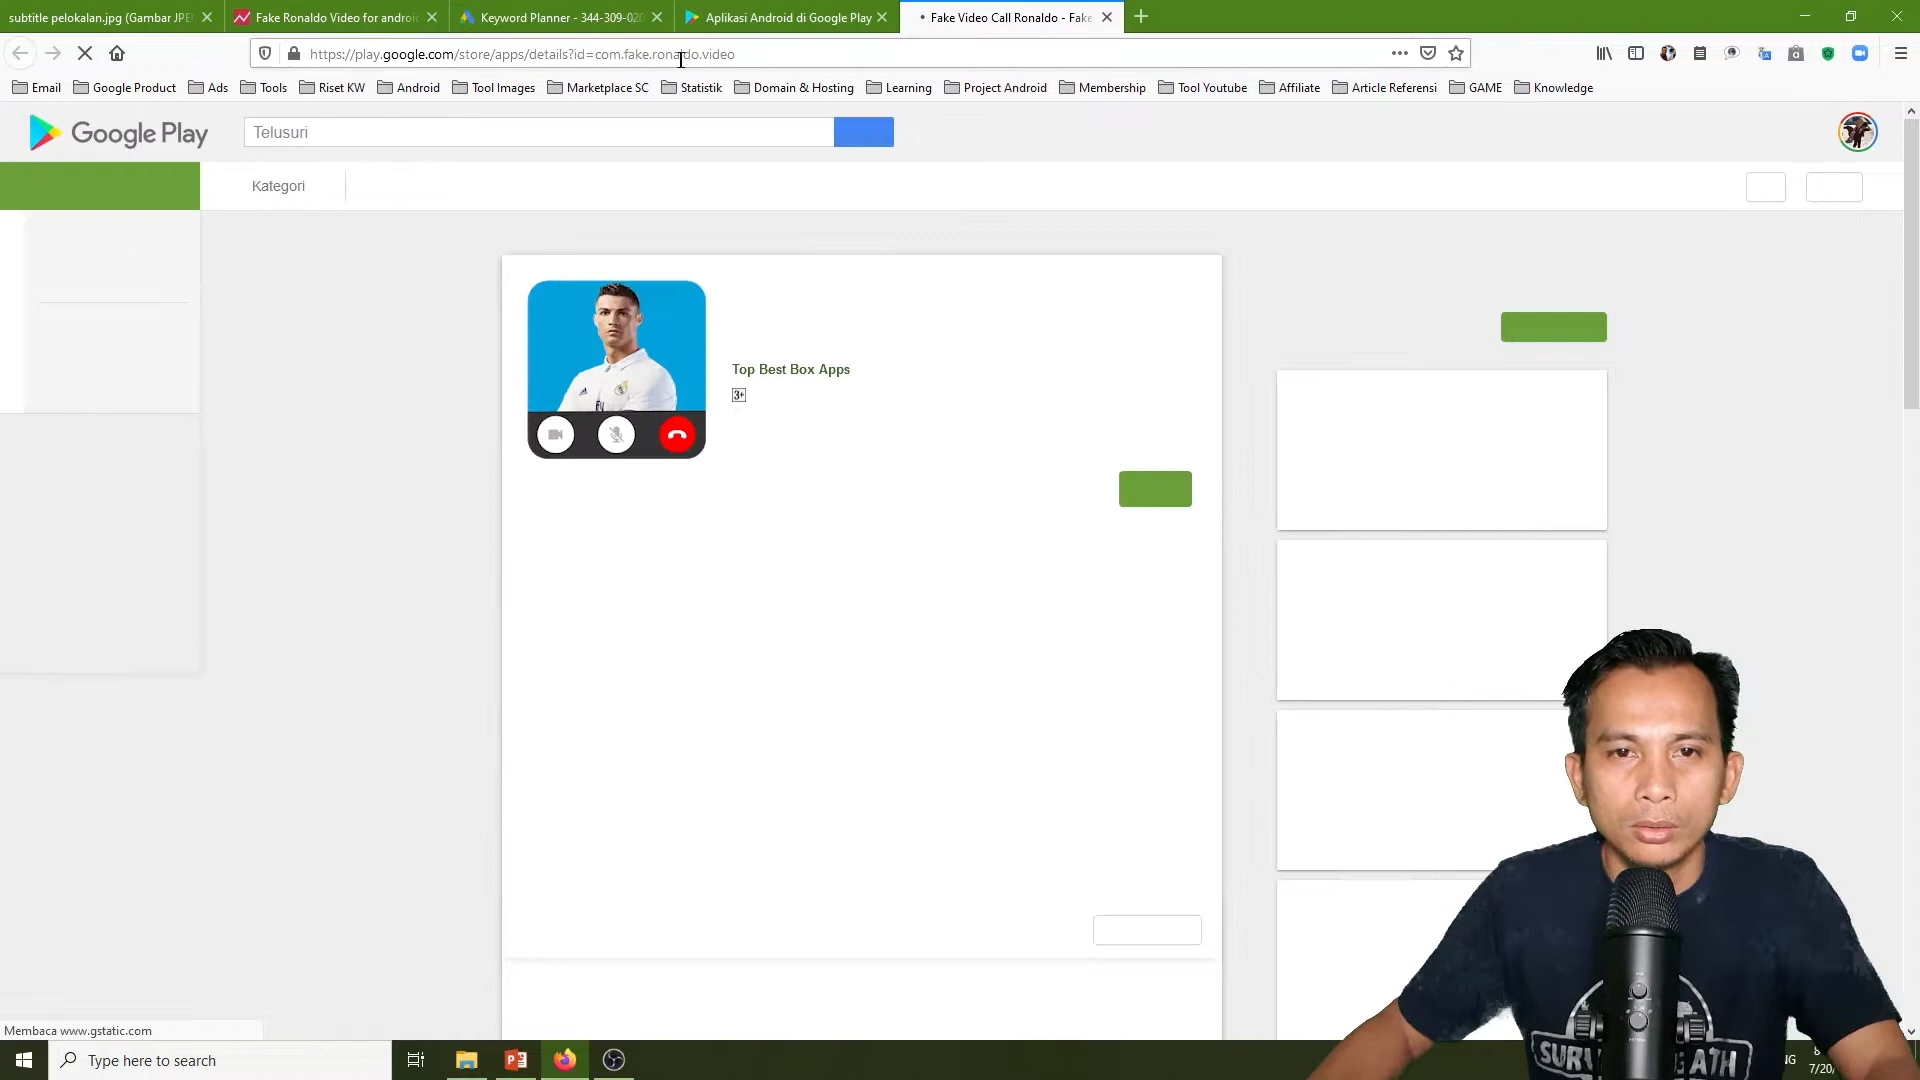 subtitle pelokalan.jpg (Gambar JPE
Fake Ronaldo Video for androi
Keyword Planner - 344-309-020
Aplikasi Android di Google Play
Fake Video Call Ronaldo - Fake
https://play.google.com/store/apps/details?id=com.fake.ronaldo.video
Email
Google Product
Ads
Tools
Riset KW
Android
Tool Images
Marketplace SC
Statistik
Domain & Hosting
Learning
Project Android
Membership
Tool Youtube
Affiliate
Article Referensi
GAME
Knowledge
Google Play
Telusuri
Kategori
Top Best Box Apps
3+
Membaca www.gstatic.com
Type here to search
7/20/